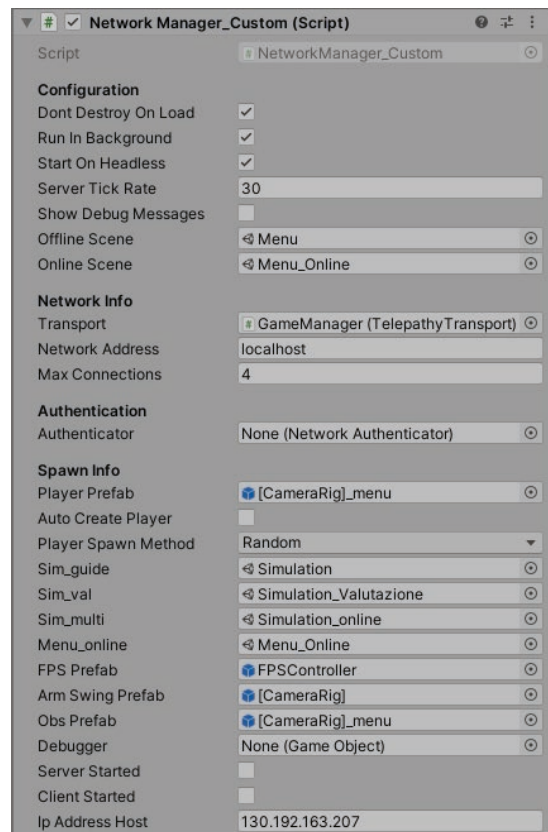 Network Manager_Custom (Script)
Script NetworkManager_Custom
Configuration
Dont Destroy On Load
Run In Background
Start On Headless
Server Tick Rate 30
Show Debug Messages
Offline Scene Menu
Online Scene Menu_Online
Network Info
Transport GameManager (TelepathyTransport)
Network Address localhost
Max Connections 4
Authentication
Authenticator None (Network Authenticator)
Spawn Info
Player Prefab [CameraRig]_menu
Auto Create Player
Player Spawn Method Random
Sim_guide Simulation
Sim_val Simulation_Valutazione
Sim_multi Simulation_online
Menu_online Menu_Online
FPS Prefab FPSController
Arm Swing Prefab [CameraRig]
Obs Prefab [CameraRig]_menu
Debugger None (Game Object)
Server Started
Client Started
Ip Address Host 130.192.163.207